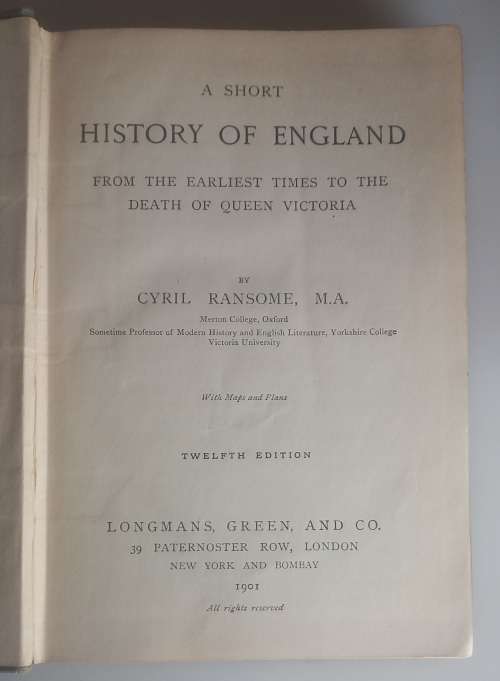 A SHORT
HISTORY OF ENGLAND
FROM THE EARLIEST TIMES TO THE
DEATH OF QUEEN VICTORIA
BY
CYRIL RANSOME, M.A.
Merton College, Oxford
Sometime Professor of Modern History and English Literature, Yorkshire College
Victoria University
With Maps and Plans
TWELFTH EDITION
LONGMANS, GREEN, AND CO.
39 PATERNOSTER ROW, LONDON
NEW YORK AND BOMBAY
1901
All rights reserved